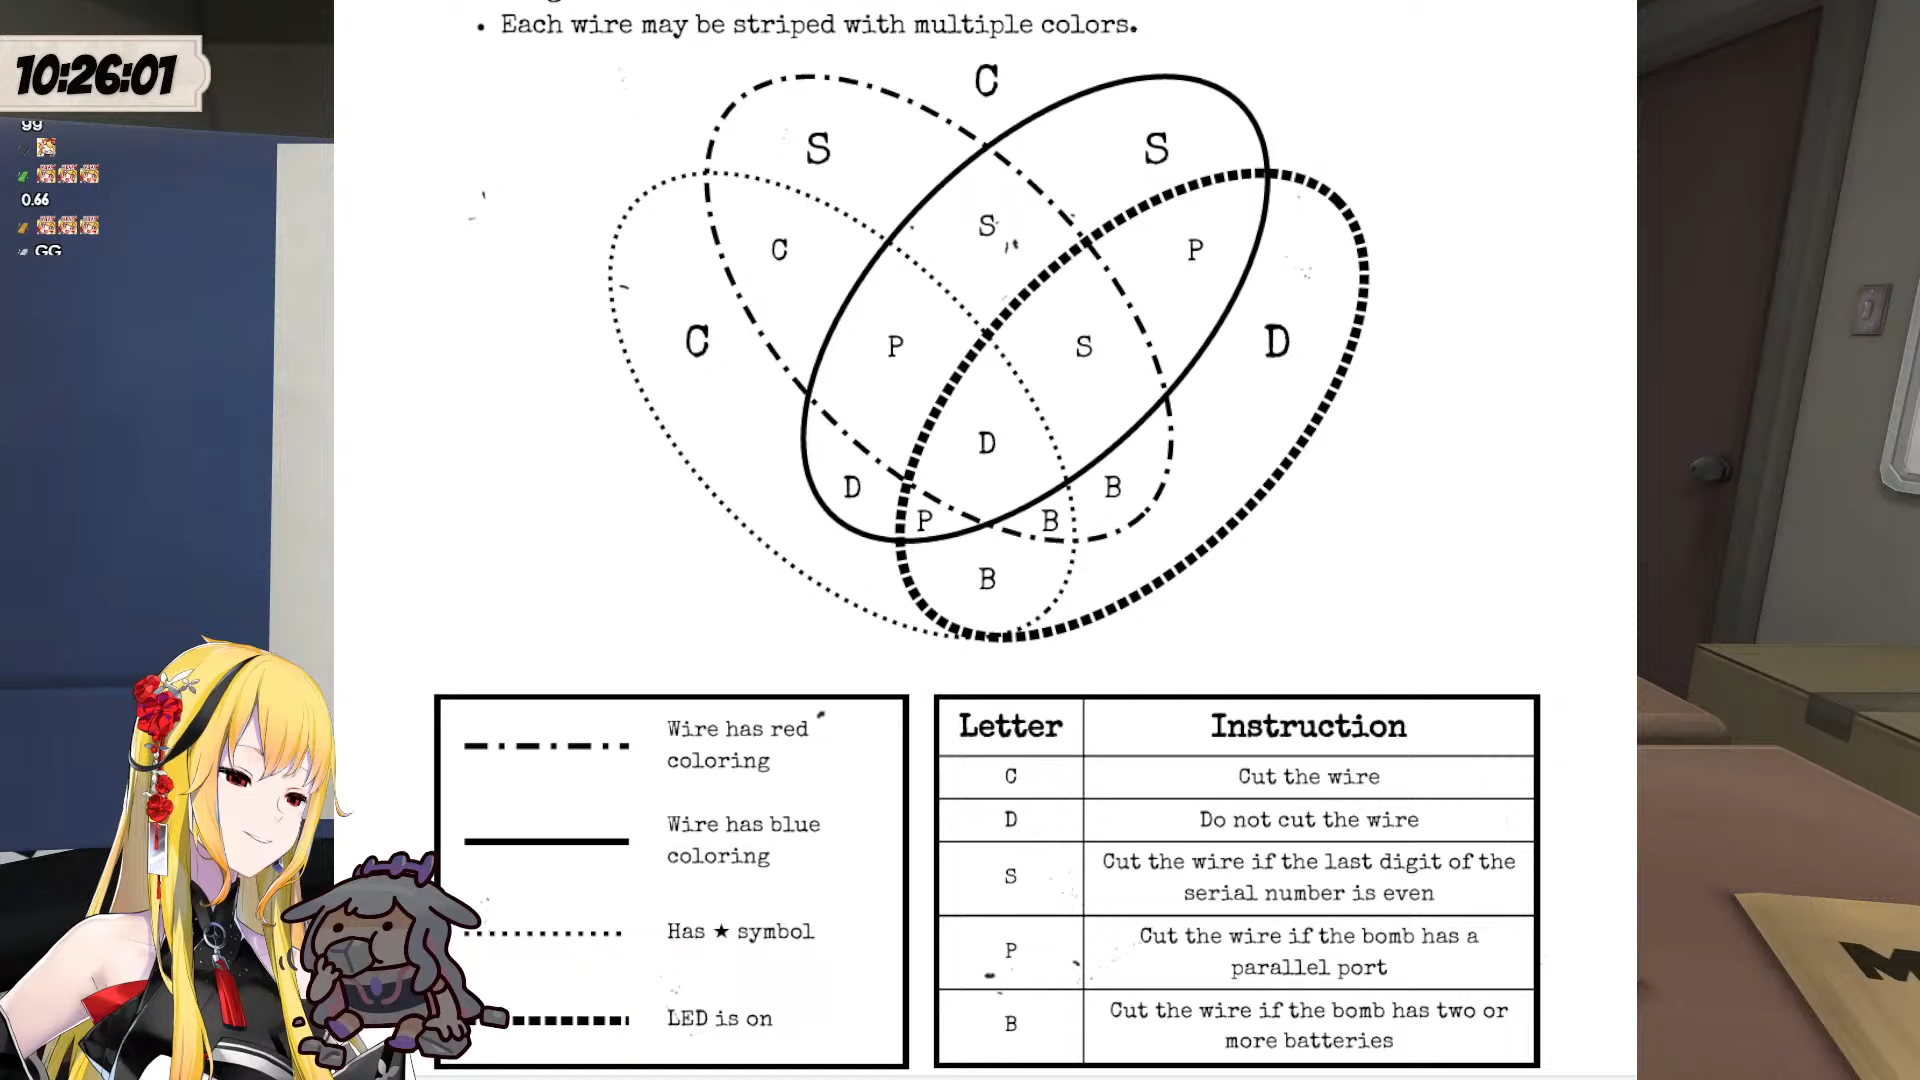 • Each wire may be striped with multiple colors.
10:26:01
gg
0.66
GG
C
S
S
S
C
P
C
P
S
D
D
D
B
P
B
B
Wire has red
coloring
Wire has blue
coloring
Has ★ symbol
LED is on
Letter Instruction
C Cut the wire
D Do not cut the wire
S Cut the wire if the last digit of the
serial number is even
P Cut the wire if the bomb has a
parallel port
B Cut the wire if the bomb has two or
more batteries
M